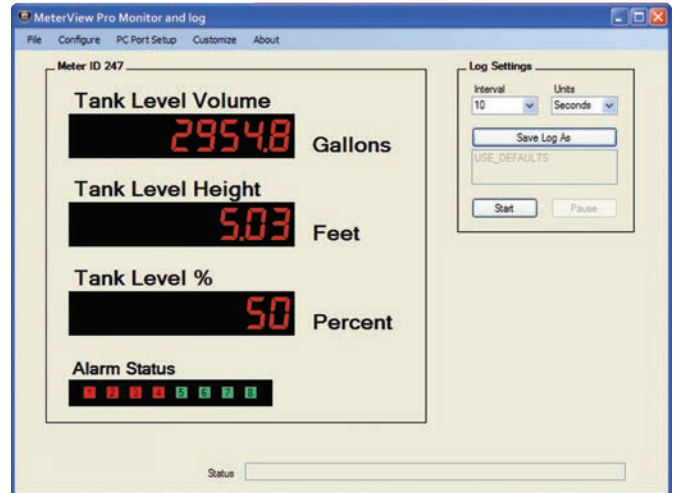 MeterView Pro Monitor and log
File Configure PC Port Setup Customize About
Meter ID 247
Tank Level Volume
2954.8 Gallons
Tank Level Height
5.03 Feet
Tank Level %
50 Percent
Alarm Status
1 2 3 4 5 6 7 8
Log Settings
Interval Units
10 Seconds
Save Log As
USE_DEFAULTS
Start Pause
Status